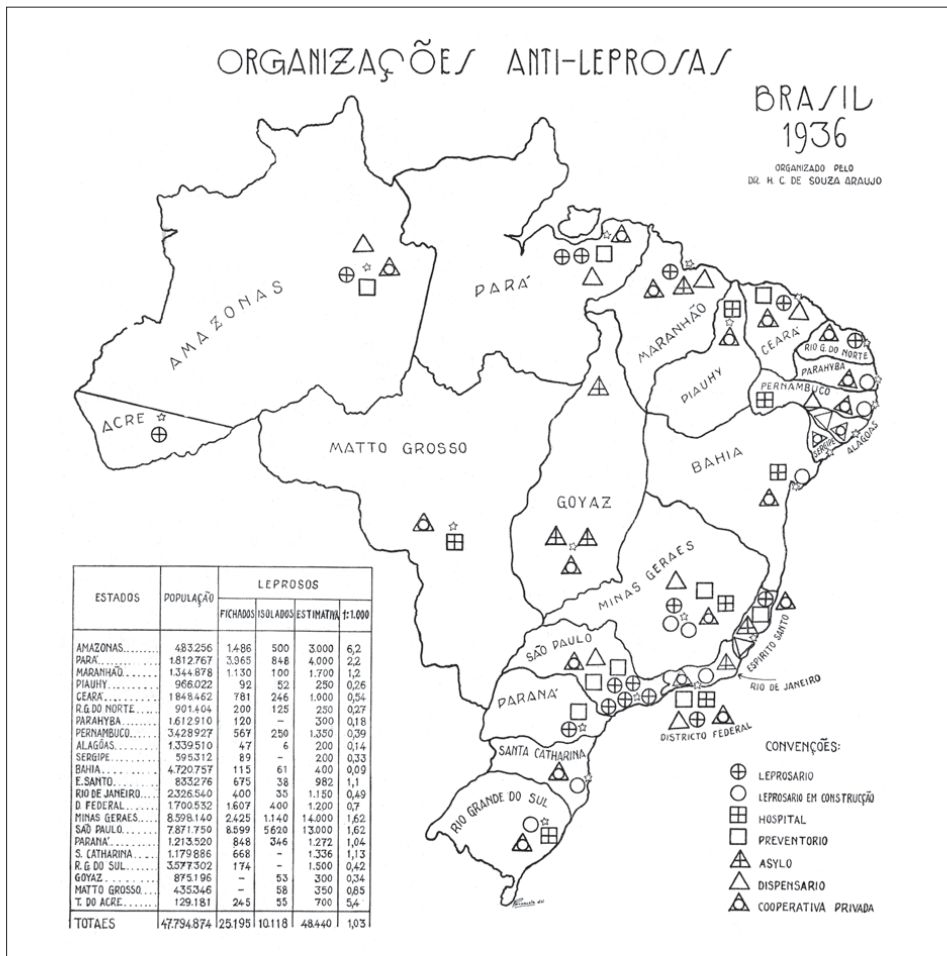 ORGANIZAÇÕES ANTI-LEPROSAS
BRASIL
1936
ORGANIZADO PELO
DR. H. C. DE SOUZA ARAUJO
AMAZONAS
PARÁ
MARANHÃO
CEARÁ
RIO G. DO NORTE
PARAHYBA
PIAUHY
PERNAMBUCO
ACRE
ALAGOAS
SERGIPE
MATTO GROSSO
BAHIA
GOYAZ
MINAS GERAES
ESPIRITO SANTO
SÃO PAULO
RIO DE JANEIRO
PARANÁ
DISTRICTO FEDERAL
SANTA CATHARINA
RIO GRANDE DO SUL
ESTADOS POPULAÇÃO LEPROSOS
FICHADOS ISOLADOS ESTIMATIVA 1:1.000
AMAZONAS........ 483.256 1.486 500 3.000 6,2
PARÁ............ 1.812.767 3.965 848 4.000 2,2
MARANHÃO........ 1.344.878 1.130 100 1.700 1,2
PIAUHY.......... 966.022 92 52 250 0,26
CEARÁ........... 1848.462 781 246 1.000 0,54
R.G. DO NORTE.... 901.404 200 125 250 0,27
PARAHYBA........ 1.612.910 120 – 300 0,18
PERNAMBUCO...... 3.428927 567 250 1.350 0,39
ALAGÔAS......... 1.339.510 47 6 200 0,14
SERGIPE......... 595.312 89 – 200 0,33
BAHIA........... 4.720.757 115 61 400 0,09
E. SANTO......... 833.276 675 38 982 1,1
RIO DE JANEIRO... 2.326.540 400 35 1.150 0,49
D. FEDERAL....... 1.700.532 1.607 400 1.200 0,7
MINAS GERAES.... 8.598.140 2.425 1.140 14.000 1,62
SÃO PAULO....... 7.871.750 8.599 5620 13.000 1,62
PARANÁ.......... 1.213.520 848 346 1.272 1,04
S. CATHARINA..... 1.179.886 668 – 1.336 1,13
R.G. DO SUL...... 3.577.302 174 – 1.500 0,42
GOYAZ........... 875.196 – 53 300 0,34
MATTO GROSSO.... 435.346 – 58 350 0,85
T. DO ACRE....... 129.181 245 55 700 5,4
TOTAES 47.794.874 25.195 10.118 48.440 1,03
CONVENÇÕES:
LEPROSARIO
LEPROSARIO EM CONSTRUCÇÃO
HOSPITAL
PREVENTORIO
ASYLO
DISPENSARIO
COOPERATIVA PRIVADA